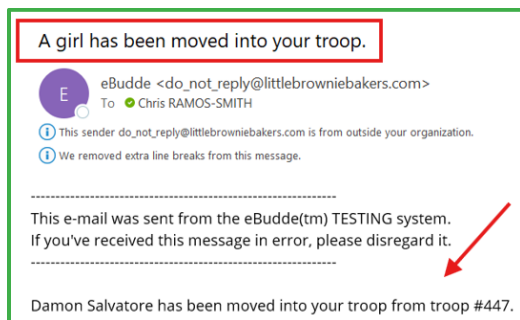 A girl has been moved into your troop.
E
eBudde <do_not_reply@littlebrowniebakers.com>
To Chris RAMOS-SMITH
i This sender do_not_reply@littlebrowniebakers.com is from outside your organization.
i We removed extra line breaks from this message.
--------------------------------------------------------------
This e-mail was sent from the eBudde(tm) TESTING system.
If you've received this message in error, please disregard it.
--------------------------------------------------------------
Damon Salvatore has been moved into your troop from troop #447.